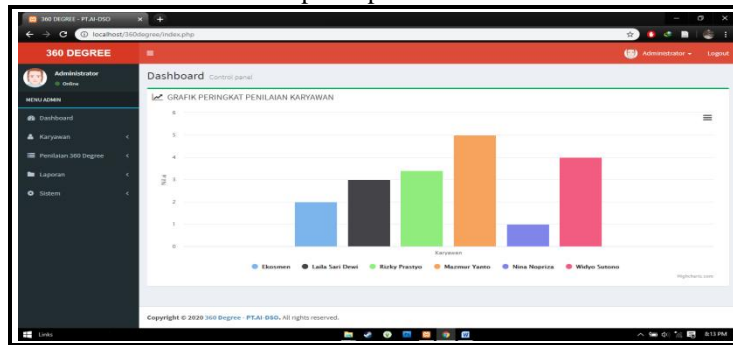 360 DEGREE - PT.AI-DSO
localhost/360degree/index.php
360 DEGREE
Administrator
Logout
Administrator
Online
Dashboard Control panel
MENU ADMIN
GRAFIK PERINGKAT PENILAIAN KARYAWAN
Dashboard
Karyawan
Penilaian 360 Degree
Laporan
Sistem
6
5
4
3
2
1
0
Nilai
Karyawan
Ekosmen Laila Sari Dewi Rizky Prastyo Mazmur Yanto Nina Nopriza Widyo Sutono
Highcharts.com
Copyright © 2020 360 Degree - PT.AI-DSO. All rights reserved.
Links
8:13 PM